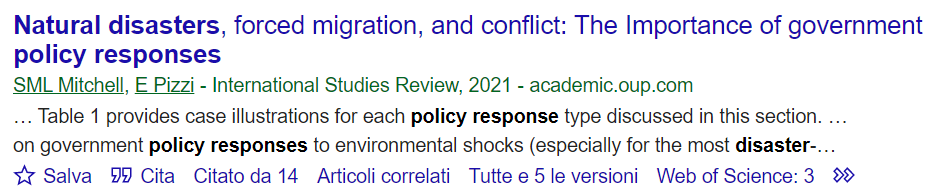 Natural disasters, forced migration, and conflict: The Importance of government
policy responses
SML Mitchell, E Pizzi - International Studies Review, 2021 - academic.oup.com
… Table 1 provides case illustrations for each policy response type discussed in this section. …
on government policy responses to environmental shocks (especially for the most disaster-…
Salva Cita Citato da 14 Articoli correlati Tutte e 5 le versioni Web of Science: 3